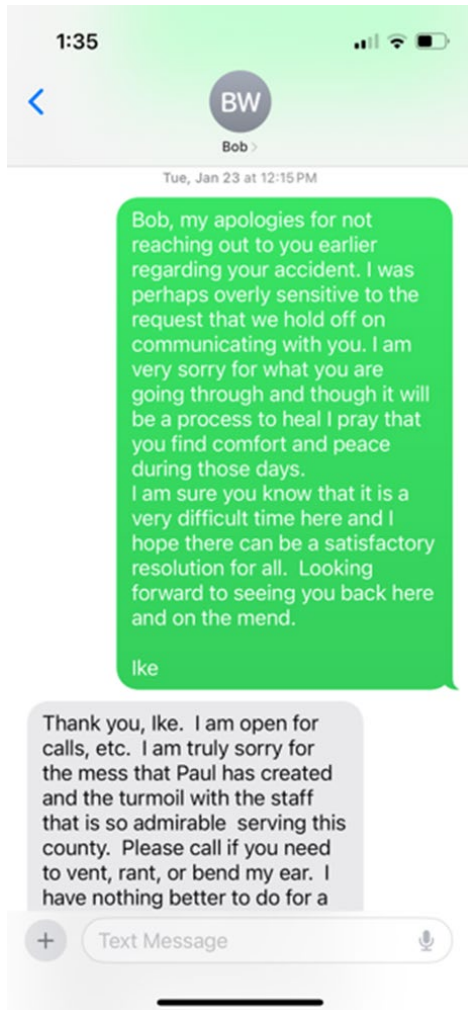 1:35
BW
Bob
Tue, Jan 23 at 12:15 PM
Bob, my apologies for not
reaching out to you earlier
regarding your accident. I was
perhaps overly sensitive to the
request that we hold off on
communicating with you. I am
very sorry for what you are
going through and though it will
be a process to heal I pray that
you find comfort and peace
during those days.
I am sure you know that it is a
very difficult time here and I
hope there can be a satisfactory
resolution for all.  Looking
forward to seeing you back here
and on the mend.
Ike
Thank you, Ike.  I am open for
calls, etc.  I am truly sorry for
the mess that Paul has created
and the turmoil with the staff
that is so admirable  serving this
county.  Please call if you need
to vent, rant, or bend my ear.  I
have nothing better to do for a
Text Message